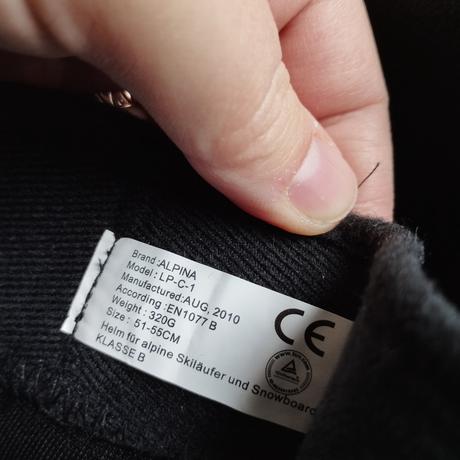 Brand:ALPINA
Model: LP-C-1
Manufactured:AUG, 2010
According:EN1077 B
Weight: 320G
Size: 51-55CM
Helm für alpine Skiläufer und Snowboard
KLASSE B
CE